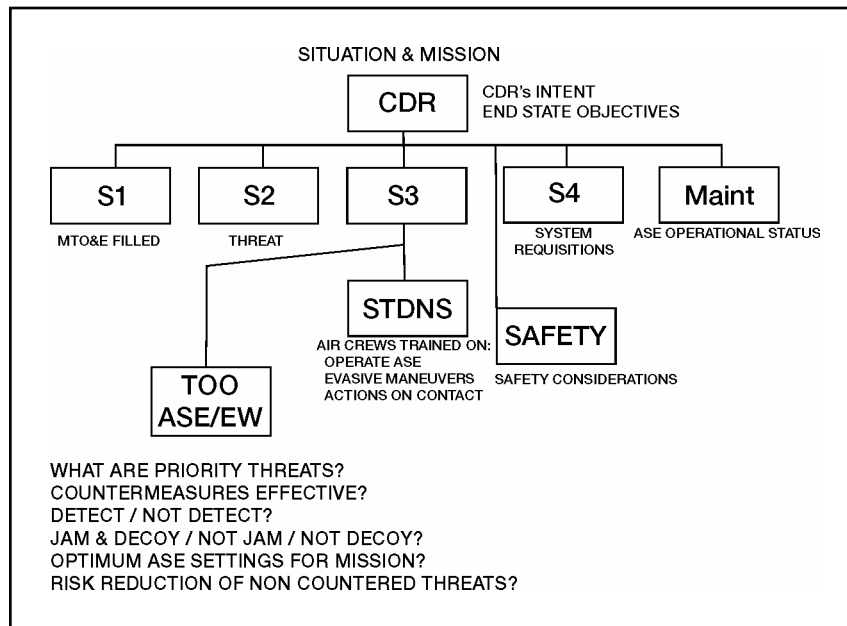 SITUATION & MISSION
CDR
CDR's INTENT
END STATE OBJECTIVES
S1
S2
S3
S4
Maint
MTO&E FILLED
THREAT
SYSTEM
REQUISITIONS
ASE OPERATIONAL STATUS
STDNS
AIR CREWS TRAINED ON:
OPERATE ASE
EVASIVE MANEUVERS
ACTIONS ON CONTACT
SAFETY
SAFETY CONSIDERATIONS
TOO
ASE/EW
WHAT ARE PRIORITY THREATS?
COUNTERMEASURES EFFECTIVE?
DETECT / NOT DETECT?
JAM & DECOY / NOT JAM / NOT DECOY?
OPTIMUM ASE SETTINGS FOR MISSION?
RISK REDUCTION OF NON COUNTERED THREATS?